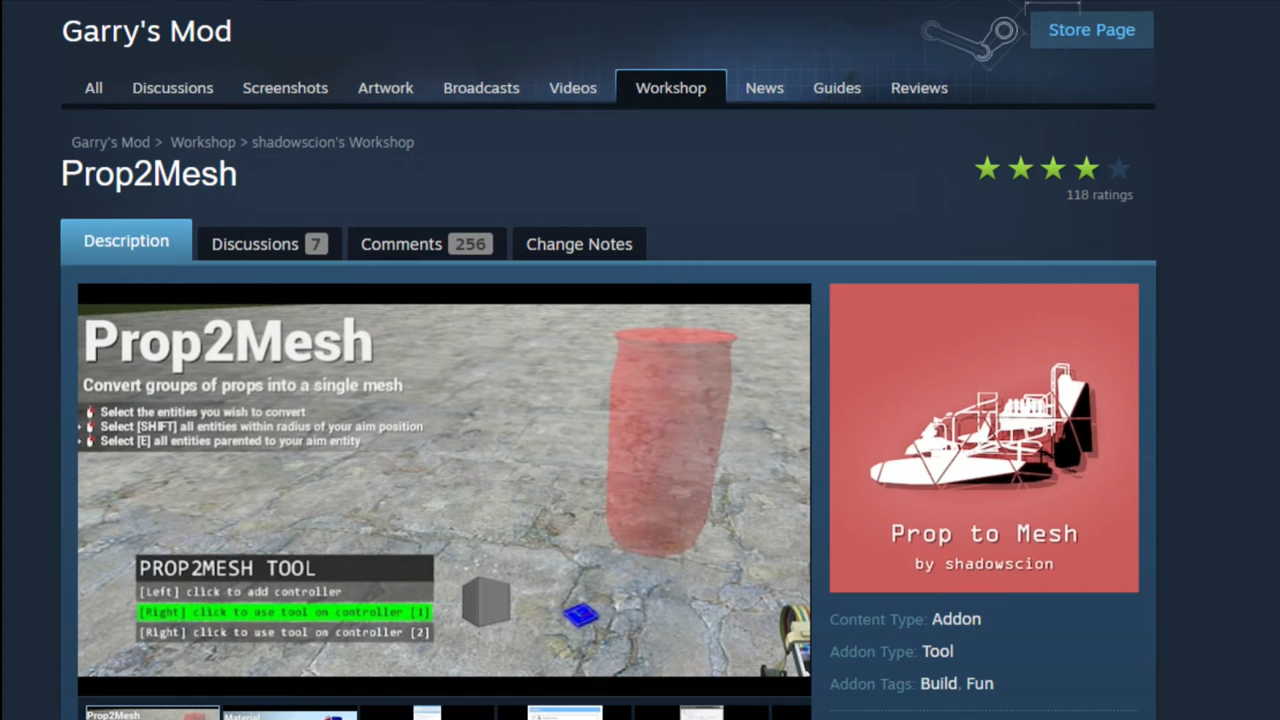 Garry's Mod
Store Page
All Discussions Screenshots Artwork Broadcasts Videos Workshop News Guides Reviews
Garry's Mod > Workshop > shadowscion's Workshop
Prop2Mesh
118 ratings
Description Discussions 7 Comments 256 Change Notes
Prop2Mesh
Convert groups of props into a single mesh
Select the entities you wish to convert
Select [SHIFT] all entities within radius of your aim position
Select [E] all entities parented to your aim entity
PROP2MESH TOOL
[Left] click to add controller
[Right] click to use tool on controller [1]
[Right] click to use tool on controller [2]
Prop to Mesh
by shadowscion
Content Type: Addon
Addon Type: Tool
Addon Tags: Build, Fun
Prop2Mesh
Material